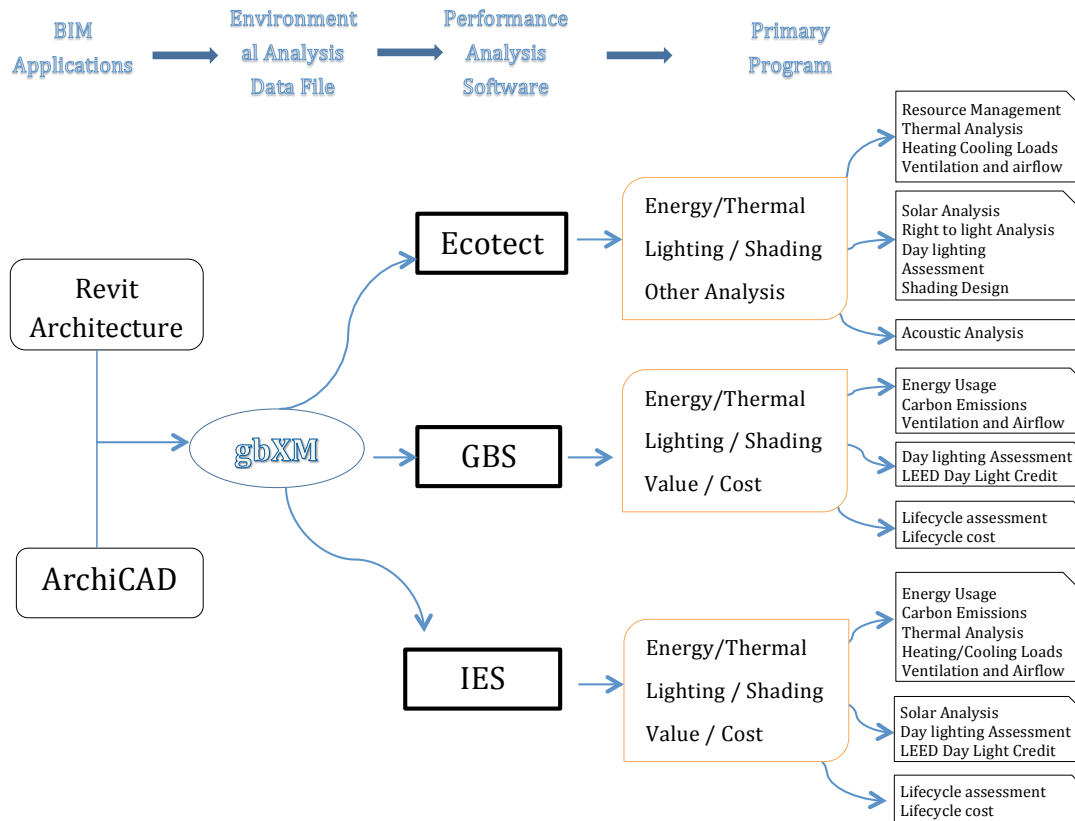 BIM
Applications
Environment
al Analysis
Data File
Performance
Analysis
Software
Primary
Program
Revit
Architecture
ArchiCAD
gbXM
Ecotect
Energy/Thermal
Lighting / Shading
Other Analysis
Resource Management
Thermal Analysis
Heating Cooling Loads
Ventilation and airflow
Solar Analysis
Right to light Analysis
Day lighting
Assessment
Shading Design
Acoustic Analysis
GBS
Energy/Thermal
Lighting / Shading
Value / Cost
Energy Usage
Carbon Emissions
Ventilation and Airflow
Day lighting Assessment
LEED Day Light Credit
Lifecycle assessment
Lifecycle cost
IES
Energy/Thermal
Lighting / Shading
Value / Cost
Energy Usage
Carbon Emissions
Thermal Analysis
Heating/Cooling Loads
Ventilation and Airflow
Solar Analysis
Day lighting Assessment
LEED Day Light Credit
Lifecycle assessment
Lifecycle cost